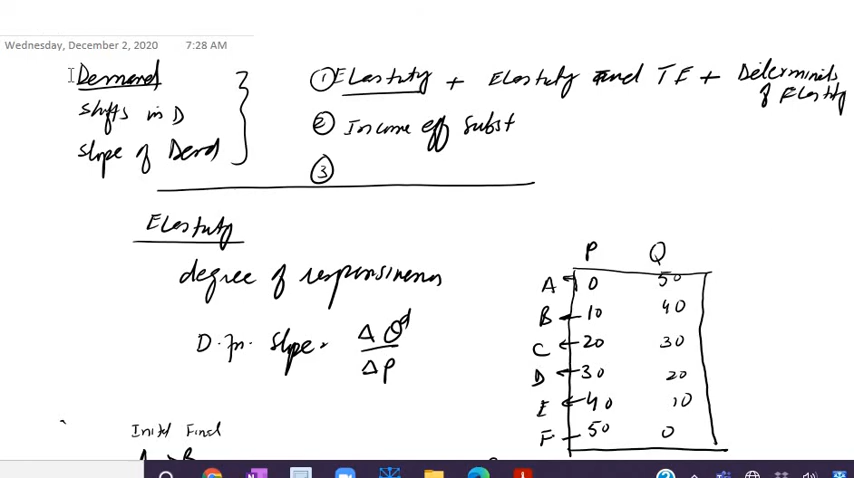 Wednesday, December 2, 2020 7:28 AM
Demand
shifts in D
slope of Demd
① Elasticity + Elasticity and TE + Determinits of Elasticity
② Income eff Subst
③
Elasticity
degree of responsiveness
D.fn. slope = ΔQd / ΔP
P Q
A 0 50
B 10 40
C 20 30
D 30 20
E 40 10
F 50 0
Initial Final
A → B